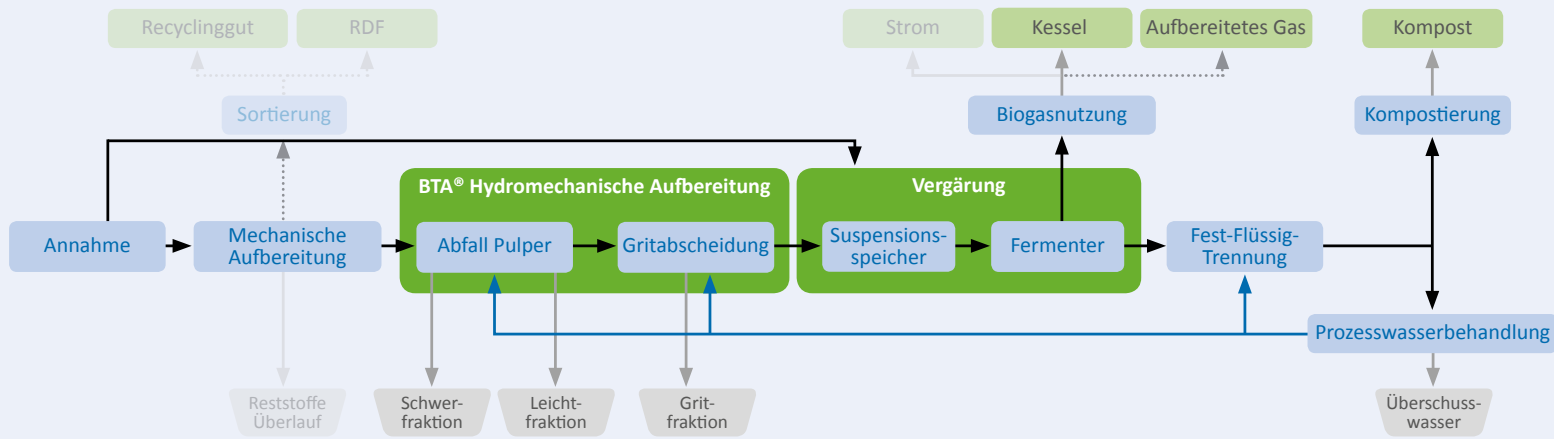 Recyclinggut
RDF
Strom
Kessel
Aufbereitetes Gas
Kompost
Sortierung
Biogasnutzung
Kompostierung
BTA® Hydromechanische Aufbereitung
Vergärung
Annahme
Mechanische
Aufbereitung
Abfall Pulper
Gritabscheidung
Suspensions-
speicher
Fermenter
Fest-Flüssig-
Trennung
Prozesswasserbehandlung
Reststoffe
Überlauf
Schwer-
fraktion
Leicht-
fraktion
Grit-
fraktion
Überschuss-
wasser